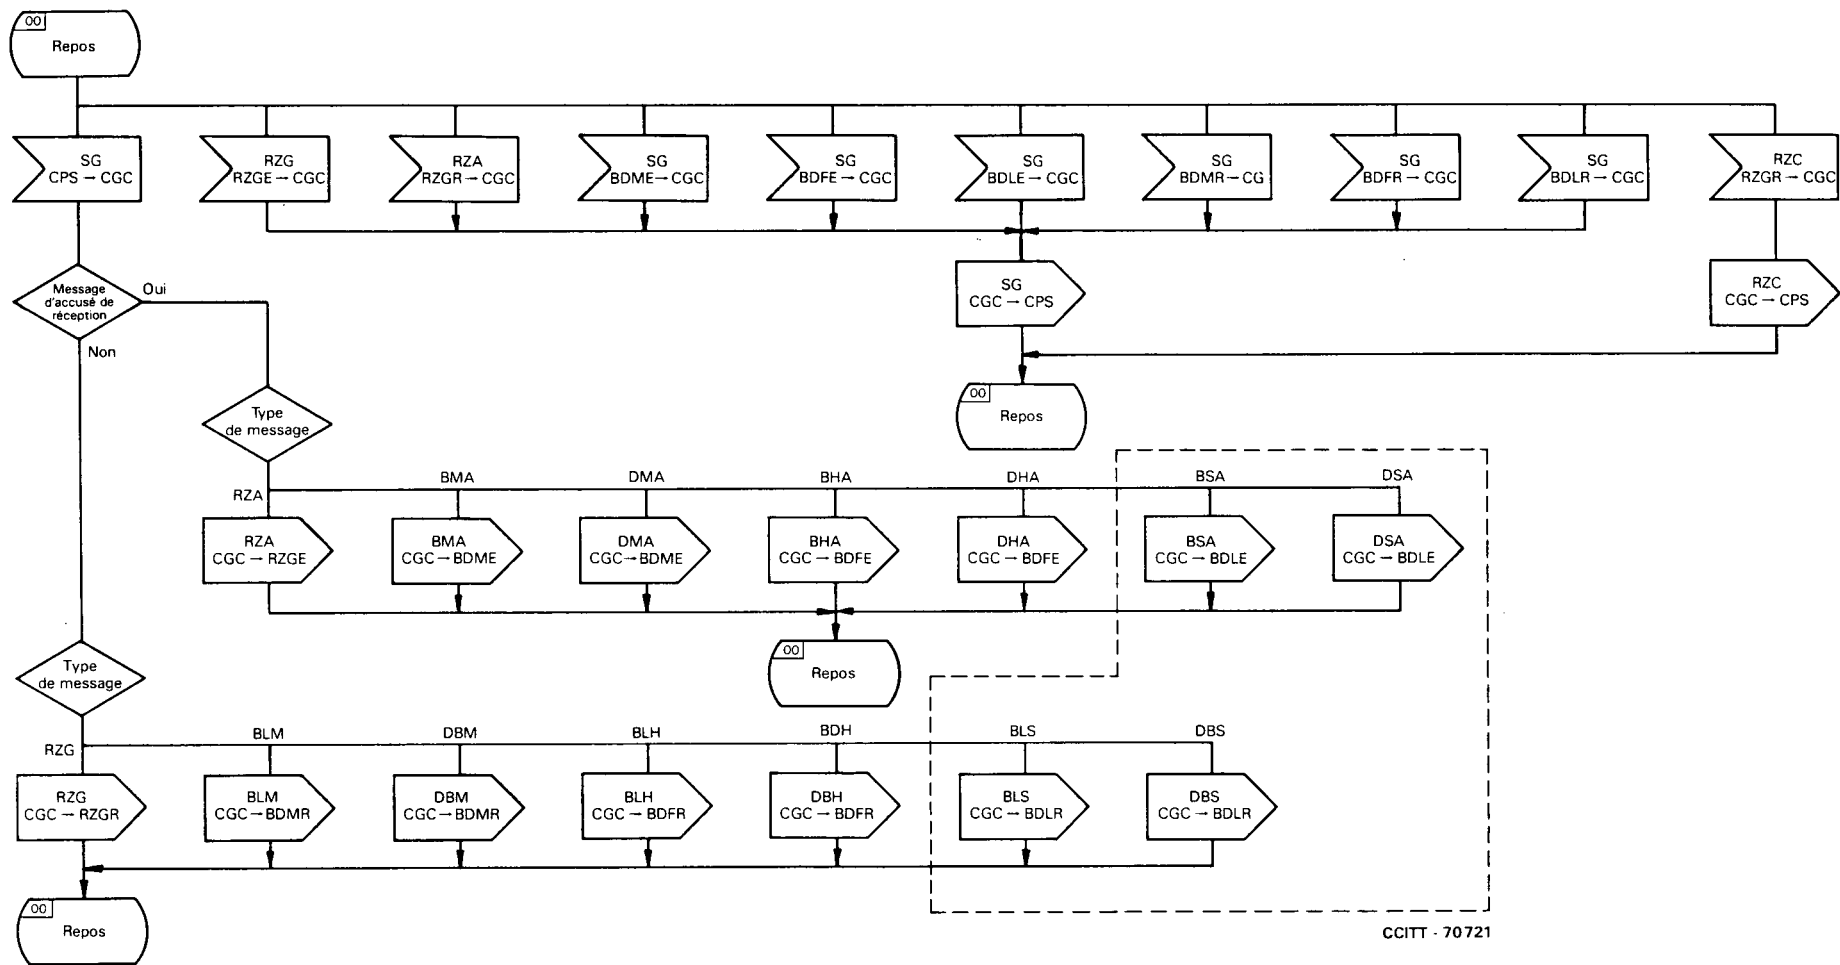 00
Repos
SG
CPS → CGC
RZG
RZGE → CGC
RZA
RZGR → CGC
SG
BDME → CGC
SG
BDFE → CGC
SG
BDLE → CGC
SG
BDMR → CG
SG
BDFR → CGC
SG
BDLR → CGC
RZC
RZGR → CGC
Message
d'accusé de
réception
Oui
Non
SG
CGC → CPS
RZC
CGC → CPS
00
Repos
Type
de message
RZA
BMA
DMA
BHA
DHA
BSA
DSA
RZA
CGC → RZGE
BMA
CGC → BDME
DMA
CGC → BDME
BHA
CGC → BDFE
DHA
CGC → BDFE
BSA
CGC → BDLE
DSA
CGC → BDLE
00
Repos
Type
de message
RZG
BLM
DBM
BLH
BDH
BLS
DBS
RZG
CGC → RZGR
BLM
CGC → BDMR
DBM
CGC → BDMR
BLH
CGC → BDFR
DBH
CGC → BDFR
BLS
CGC → BDLR
DBS
CGC → BDLR
00
Repos
CCITT - 70721